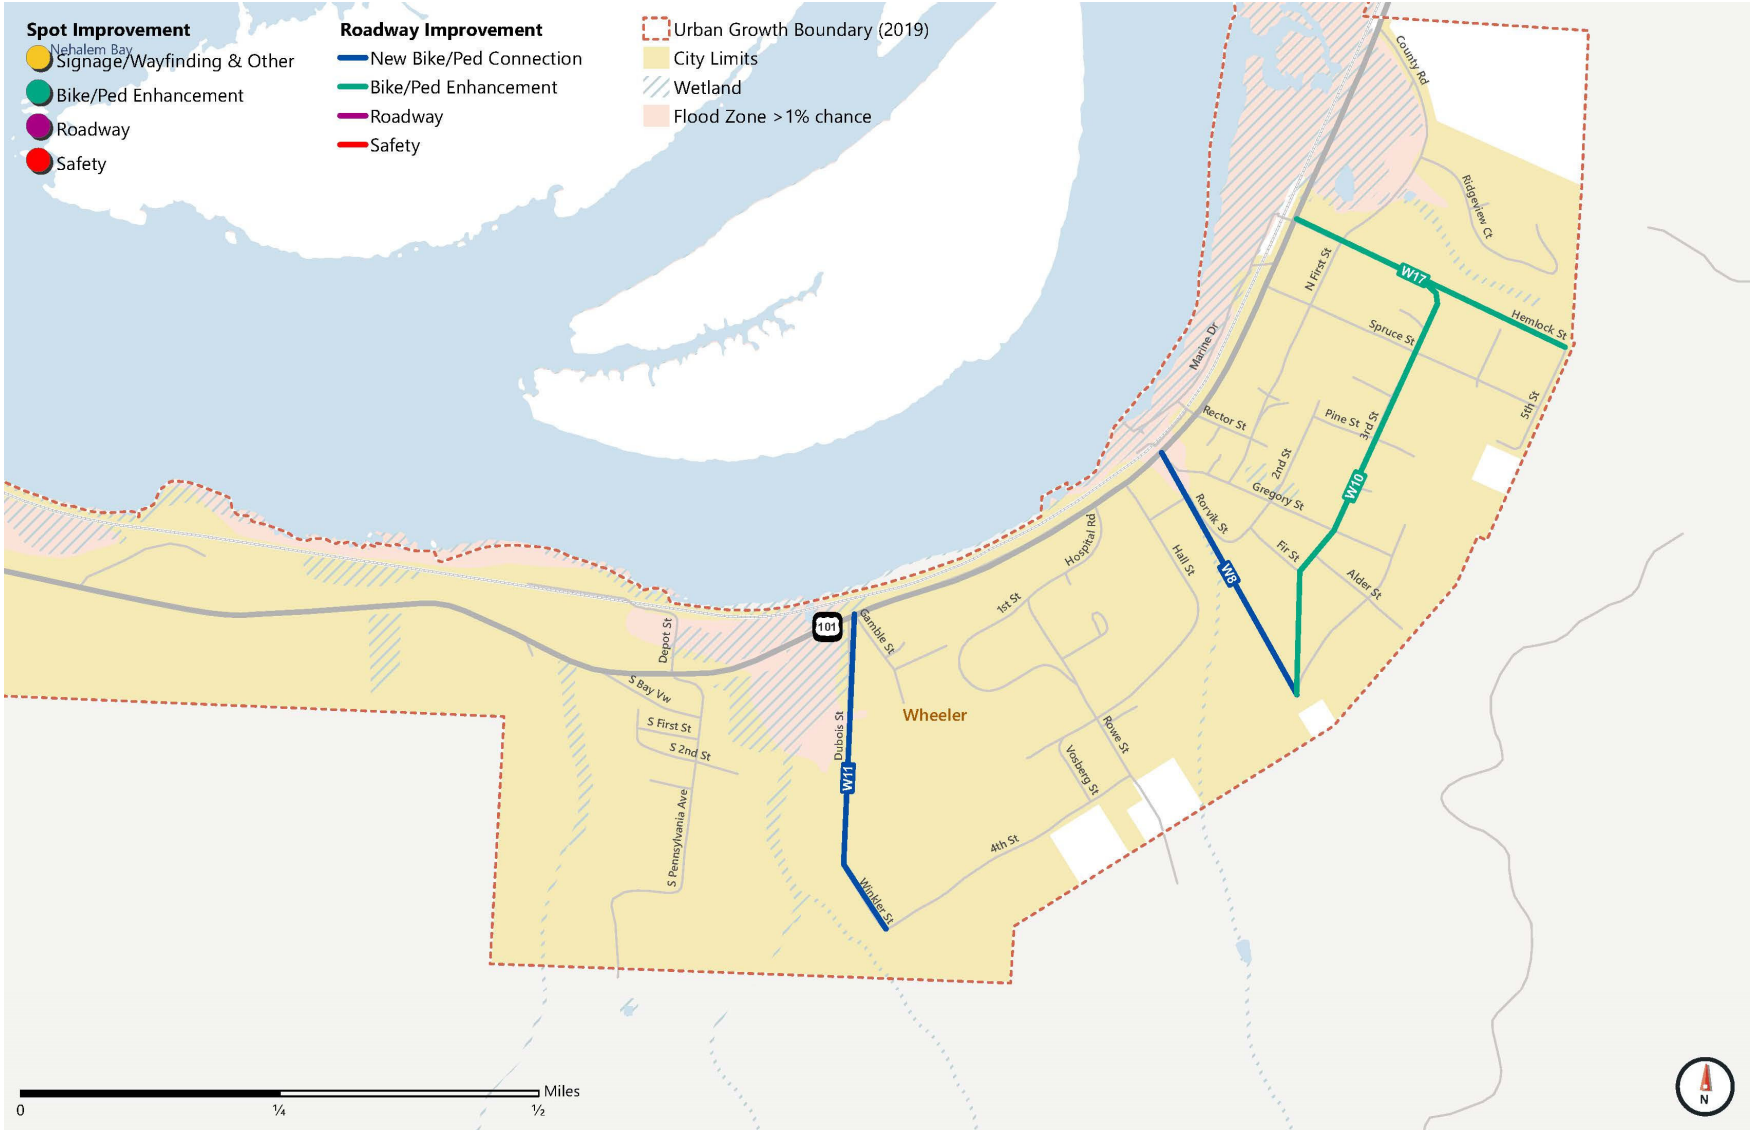 Spot Improvement
Nehalem Bay
Signage/Wayfinding & Other
Bike/Ped Enhancement
Roadway
Safety
Roadway Improvement
New Bike/Ped Connection
Bike/Ped Enhancement
Roadway
Safety
Urban Growth Boundary (2019)
City Limits
Wetland
Flood Zone >1% chance
County Rd
Ridgeview Ct
N First St
W17
Hemlock St
Spruce St
Marine Dr
5th St
Rector St
Pine St
3rd St
2nd St
W10
Gregory St
Rorvik St
Hospital Rd
Hall St
Fir St
W8
Alder St
1st St
Gamble St
101
Depot St
S Bay Vw
S First St
S 2nd St
Dubois St
Wheeler
Rowe St
Vosberg St
W11
S Pennsylvania Ave
4th St
Winkler St
Miles
0
¼
½
N